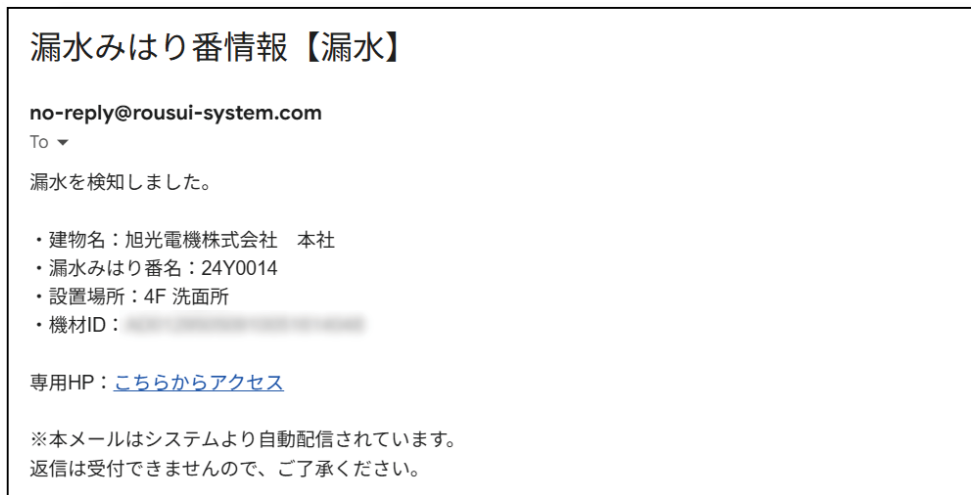 漏水みはり番情報【漏水】
no-reply@rousui-system.com
To
漏水を検知しました。
・建物名：旭光電機株式会社　本社
・漏水みはり番名：24Y0014
・設置場所：4F 洗面所
・機材ID：
専用HP：こちらからアクセス
※本メールはシステムより自動配信されています。
返信は受付できませんので、ご了承ください。